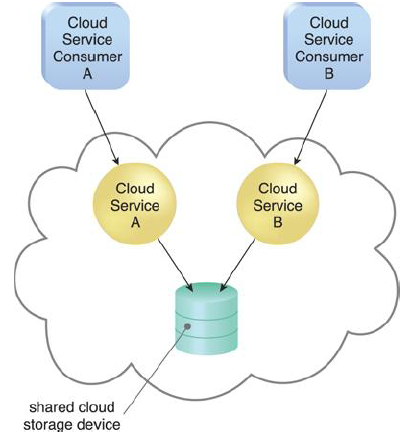 Cloud
Service
Consumer
A
Cloud
Service
Consumer
B
Cloud
Service
A
Cloud
Service
B
shared cloud
storage device